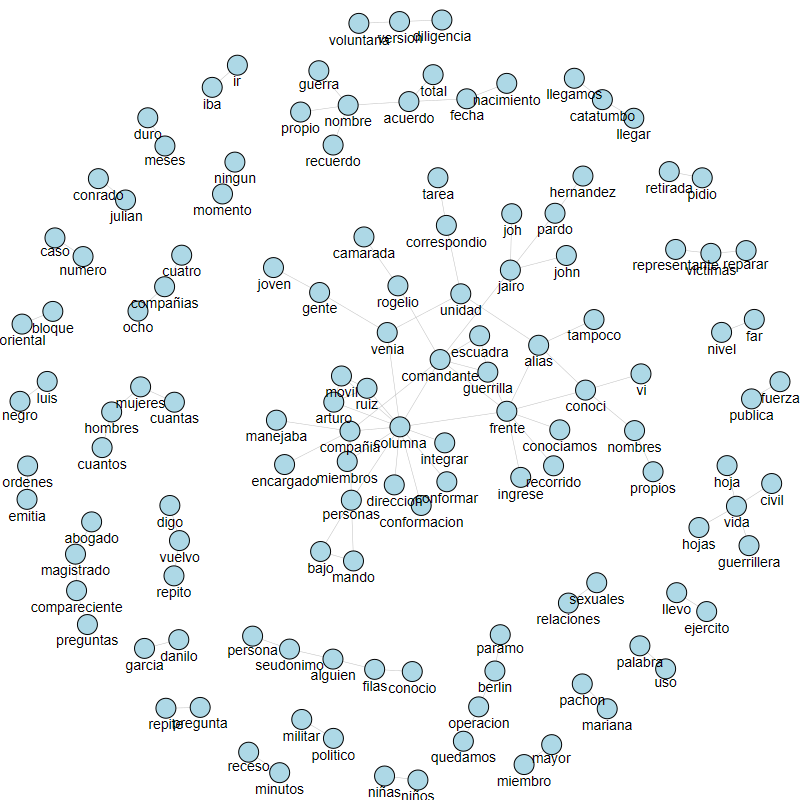 voluntaria version diligencia
ir
iba
guerra
total
nacimiento
llegamos
propio nombre acuerdo fecha
catatumbo
llegar
duro
meses
recuerdo
ningun
momento
conrado
julian
tarea
hernandez
retirada pidio
correspondio
joh
pardo
caso
numero
camarada
representante victimas reparar
cuatro
compañias
ocho
joven
gente
rogelio
unidad
jairo
john
oriental bloque
venia
escuadra
alias
tampoco
nivel far
comandante
guerrilla
luis
negro
mujeres
hombres
cuantas
cuantos
movil
ruiz
arturo
conoci
vi
publica fuerza
manejaba
compañia columna
frente
integrar
conociamos
nombres
encargado
miembros
direccion
conformar
ingrese
recorrido
propios
ordenes
emitia
hoja
civil
vida
hojas
guerrillera
personas
conformacion
digo
vuelvo
repito
abogado
magistrado
compareciente
preguntas
bajo
mando
sexuales
relaciones
llevo
ejercito
garcia danilo
persona
seudonimo
alguien
filas
conocio
paramo
berlin
operacion
quedamos
palabra
uso
pachon
mariana
repite pregunta
militar
politico
receso
minutos
niñas niños
mayor
miembro